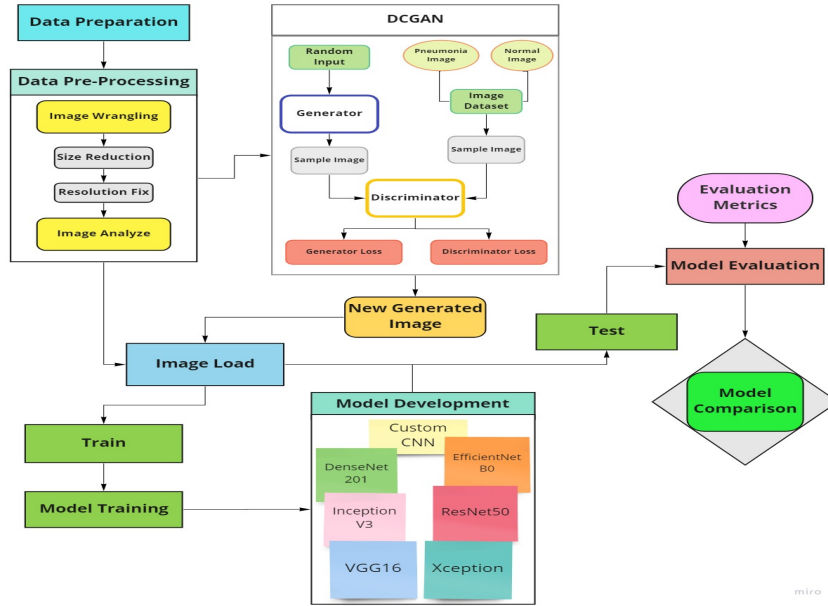 Data Preparation
Data Pre-Processing
Image Wrangling
Size Reduction
Resolution Fix
Image Analyze
DCGAN
Random
Input
Pneumonia
Image
Normal
Image
Generator
Image
Dataset
Sample Image
Sample Image
Discriminator
Generator Loss
Discriminator Loss
New Generated
Image
Image Load
Train
Model Training
Model Development
Custom
CNN
DenseNet
201
EfficientNet
B0
Inception
V3
ResNet50
VGG16
Xception
Test
Evaluation
Metrics
Model Evaluation
Model
Comparison
miro